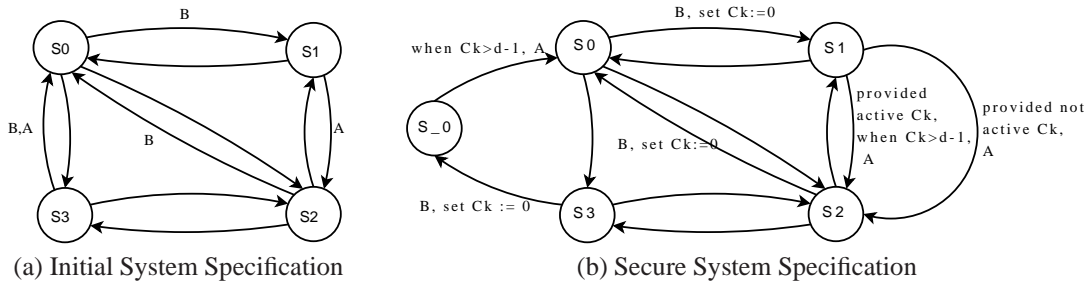 B
S0
S1
B,A
B
A
S3
S2
(a) Initial System Specification
B, set Ck:=0
when Ck>d-1, A
S0
S1
S_0
provided
active Ck,
when Ck>d-1,
A
provided not
active Ck,
A
B, set Ck:=0
B, set Ck := 0
S3
S2
(b) Secure System Specification